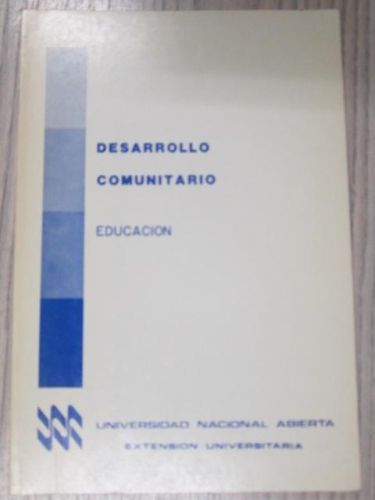 DESARROLLO
COMUNITARIO
EDUCACION
UNIVERSIDAD NACIONAL ABIERTA
EXTENSION UNIVERSITARIA